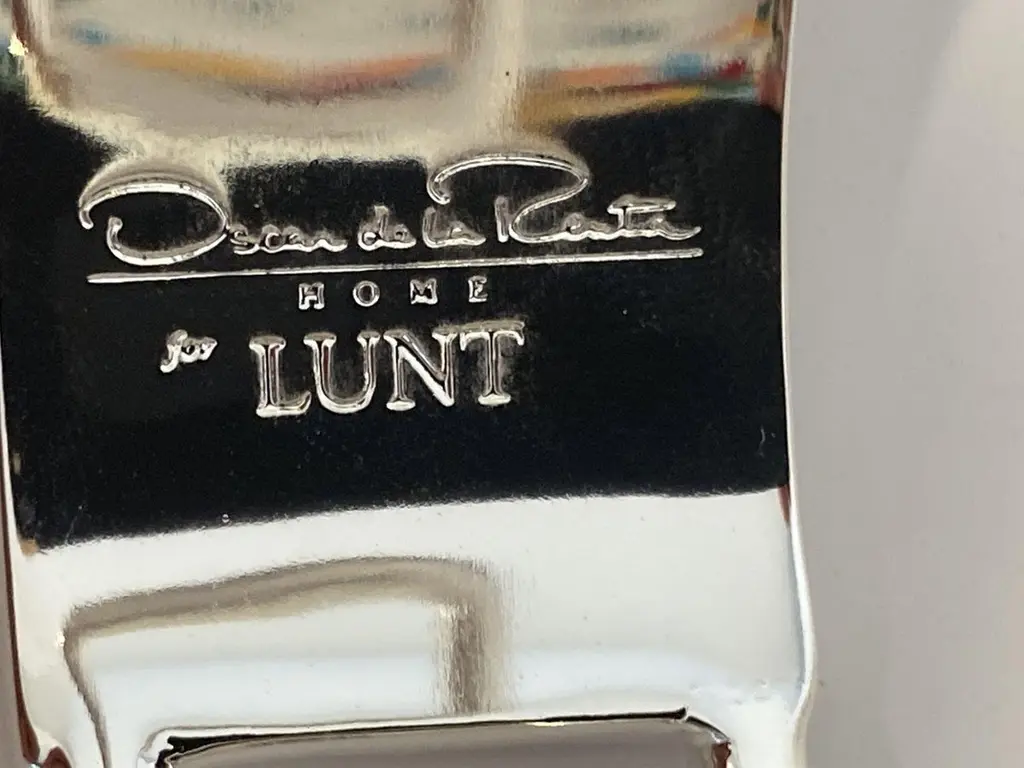 Oscar de la Renta
HOME
for LUNT